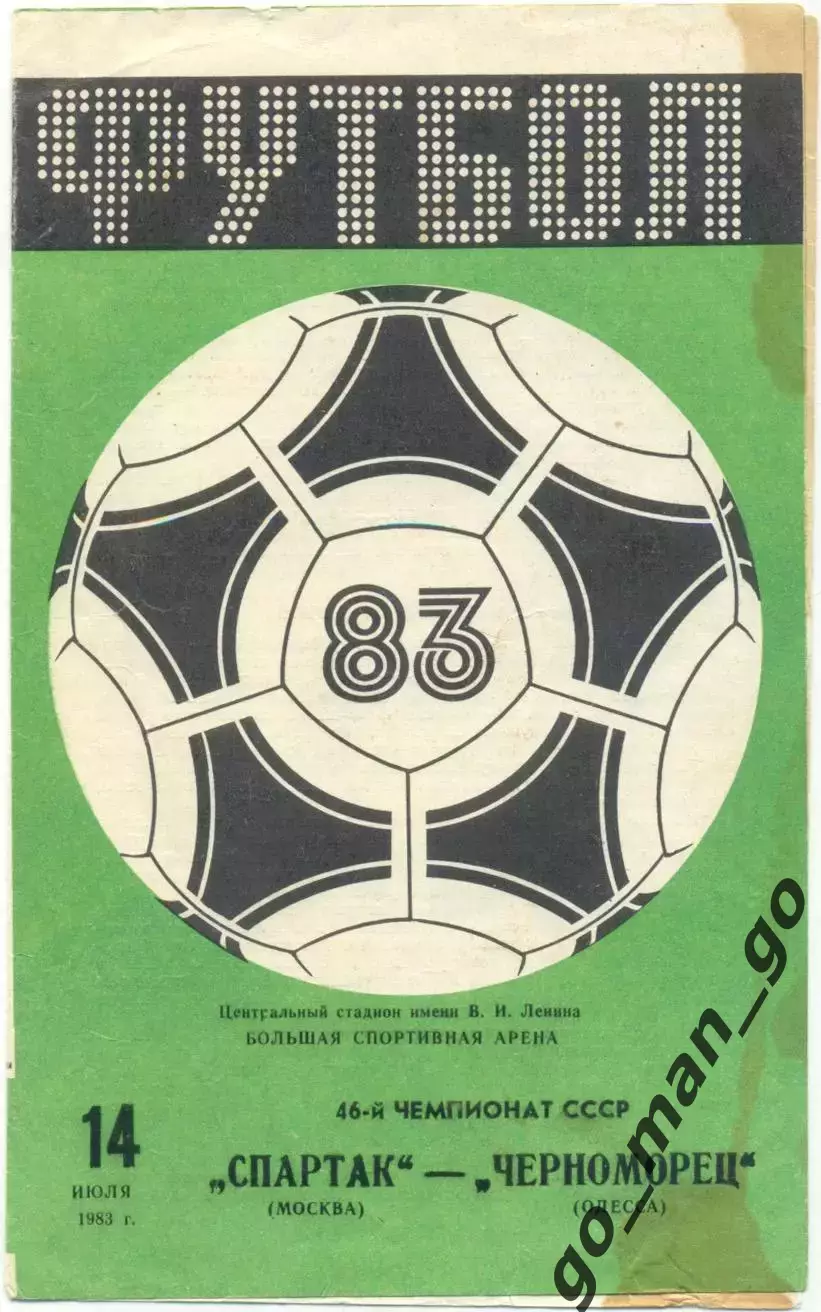 ФУТБОЛ
83
Центральный стадион имени В. И. Ленина
БОЛЬШАЯ СПОРТИВНАЯ АРЕНА
46-й ЧЕМПИОНАТ СССР
14
ИЮЛЯ
1983 г.
„СПАРТАК“ — „ЧЕРНОМОРЕЦ“
(МОСКВА) (ОДЕССА)
go_man_go